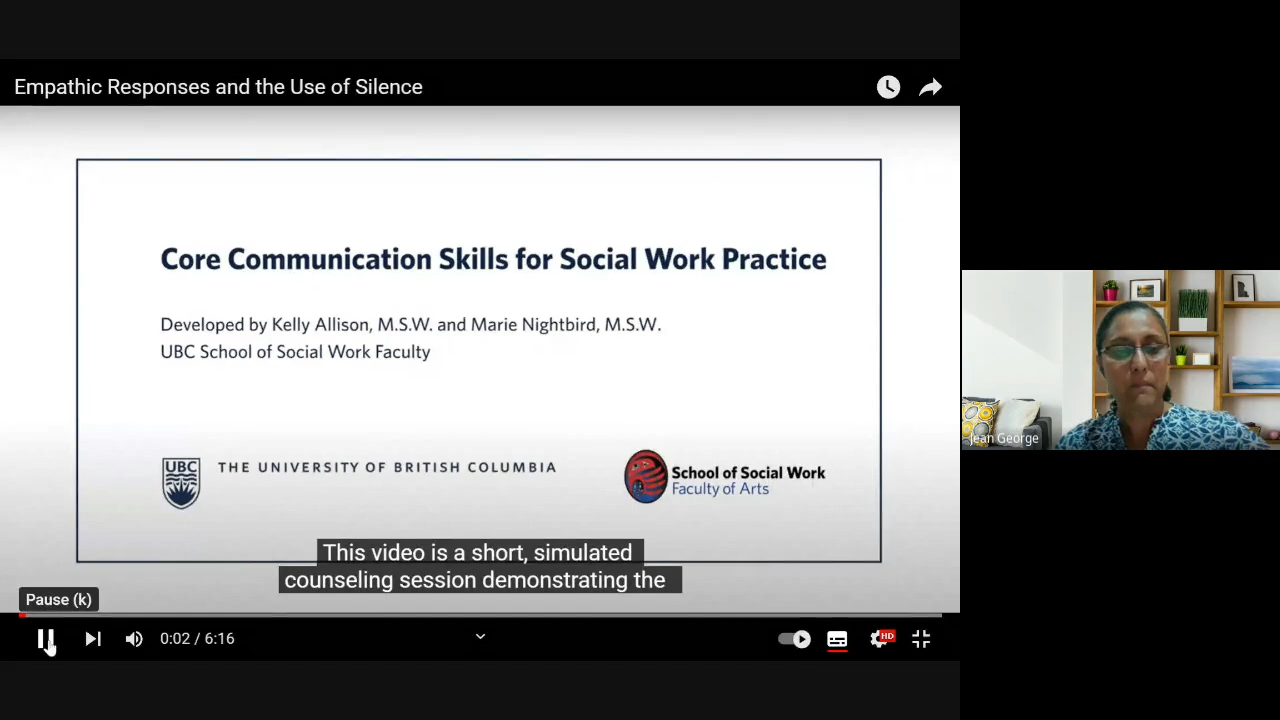 Empathic Responses and the Use of Silence
Core Communication Skills for Social Work Practice
Developed by Kelly Allison, M.S.W. and Marie Nightbird, M.S.W.
UBC School of Social Work Faculty
UBC
THE UNIVERSITY OF BRITISH COLUMBIA
School of Social Work
Faculty of Arts
This video is a short, simulated
counseling session demonstrating the
Pause (k)
0:02 / 6:16
HD
Jean George